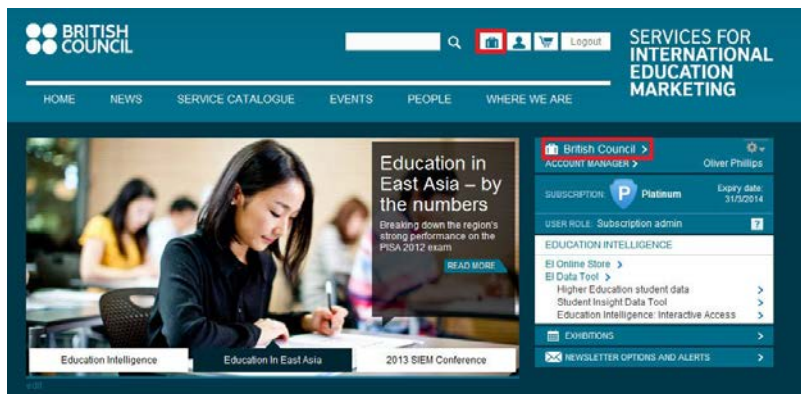 BRITISH
COUNCIL
Logout
SERVICES FOR
INTERNATIONAL
EDUCATION
MARKETING
HOME NEWS SERVICE CATALOGUE EVENTS PEOPLE WHERE WE ARE
Education in
East Asia – by
the numbers
Breaking down the region's
strong performance on the
PISA 2012 exam
READ MORE
Education Intelligence
Education In East Asia
2013 SIEM Conference
edit
British Council >
ACCOUNT MANAGER > Oliver Phillips
SUBSCRIPTION: P Platinum Expiry date:
31/3/2014
USER ROLE: Subscription admin ?
EDUCATION INTELLIGENCE
EI Online Store >
EI Data Tool >
Higher Education student data >
Student Insight Data Tool >
Education Intelligence: Interactive Access >
EXHIBITIONS >
NEWSLETTER OPTIONS AND ALERTS >